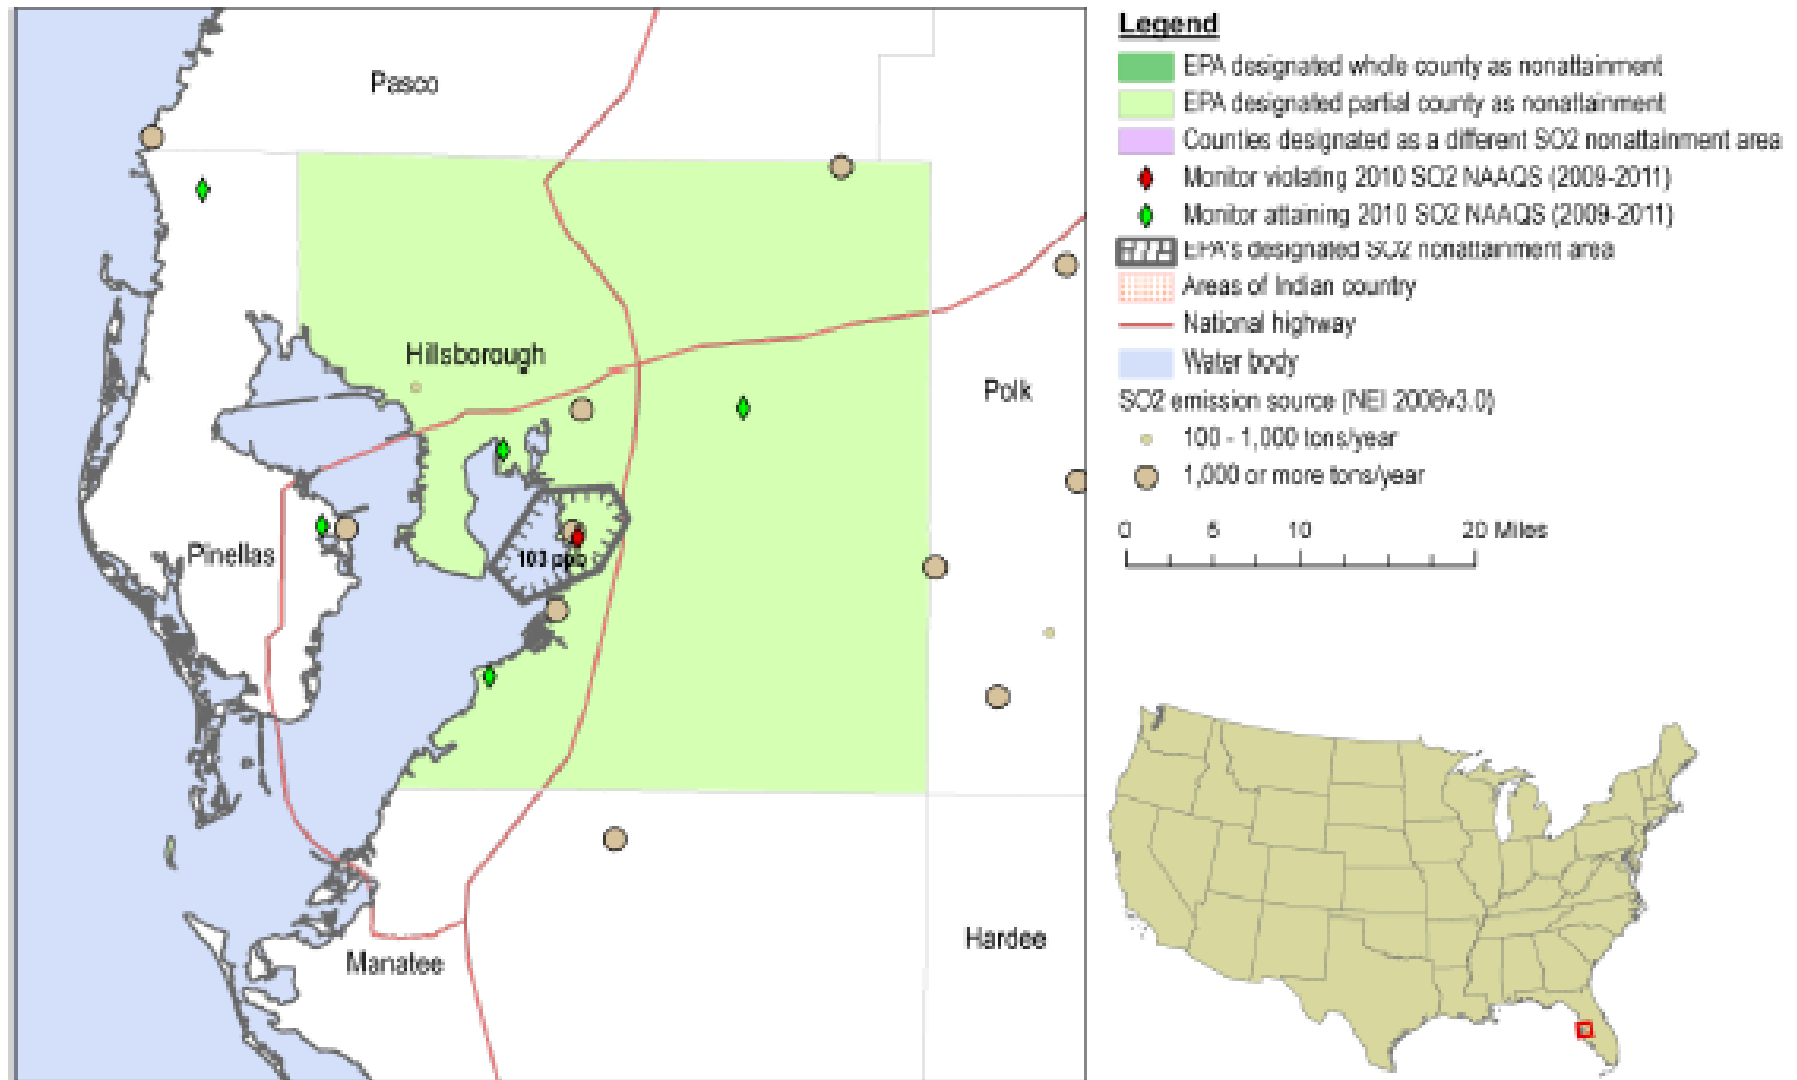 Pasco
Hillsborough
Polk
Pinellas
103 ppb
Manatee
Hardee
Legend
EPA designated whole county as nonattainment
EPA designated partial county as nonattainment
Counties designated as a different SO2 nonattainment area
Monitor violating 2010 SO2 NAAQS (2009-2011)
Monitor attaining 2010 SO2 NAAQS (2009-2011)
EPA's designated SO2 nonattainment area
Areas of Indian country
National highway
Water body
SO2 emission source (NEI 2008v3.0)
100 - 1,000 tons/year
1,000 or more tons/year
0 5 10 20 Miles